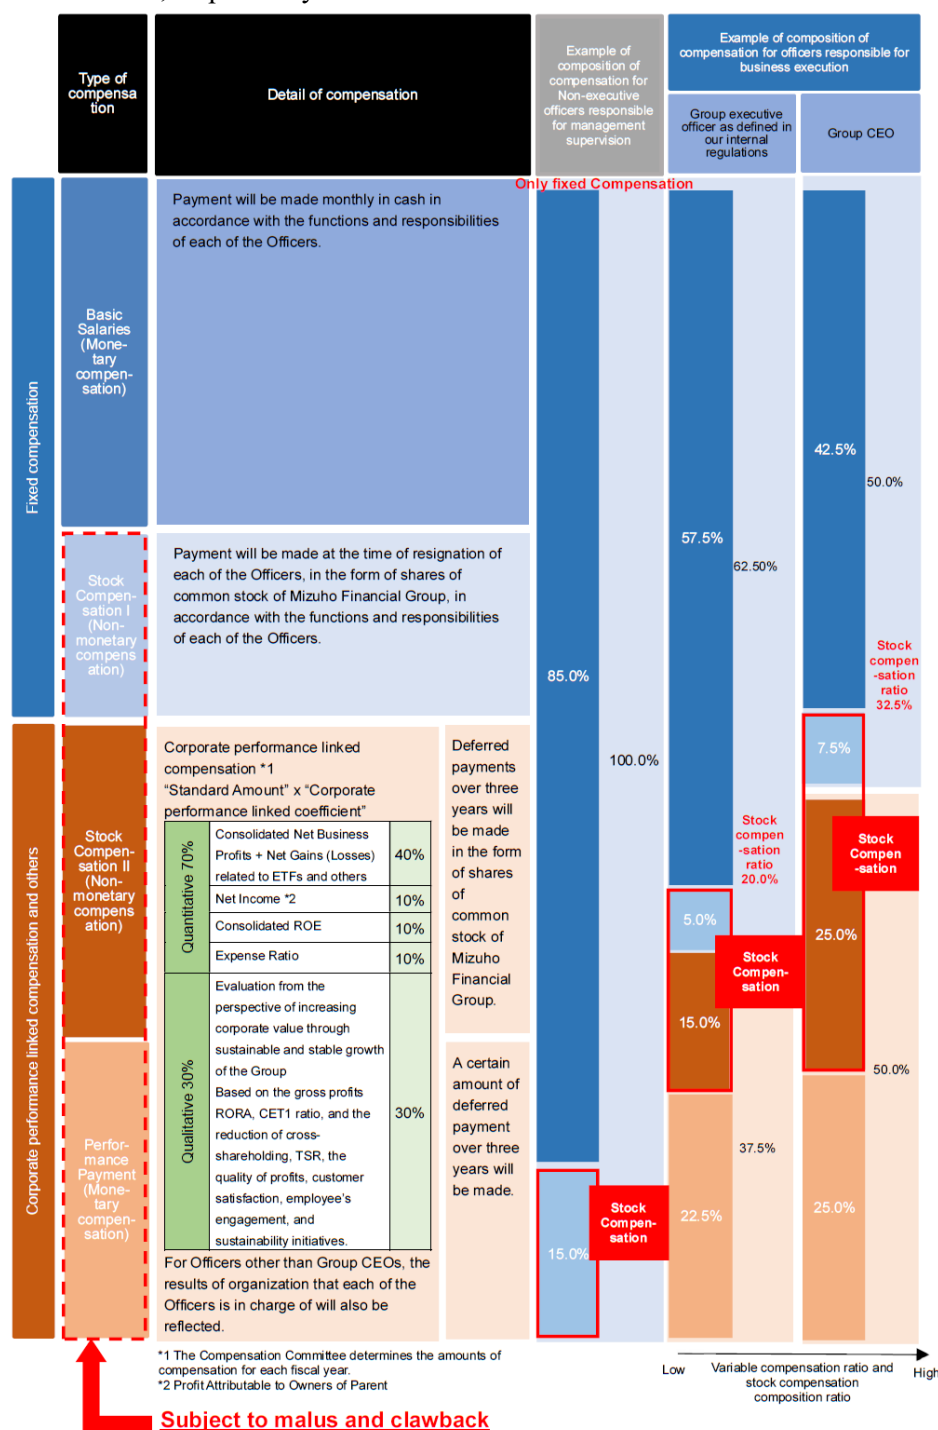 Type of
compensa
tion
Detail of compensation
Example of
composition of
compensation for
Non-executive
officers responsible
for management
supervision
Example of composition of
compensation for officers responsible for
business execution
Group executive
officer as defined in
our internal
regulations
Group CEO
Only fixed Compensation
Fixed compensation
Basic
Salaries
(Mone-
tary
compen-
sation)
Payment will be made monthly in cash in
accordance with the functions and responsibilities
of each of the Officers.
Stock
Compen-
sation I
(Non-
monetary
compens
ation)
Payment will be made at the time of resignation of
each of the Officers, in the form of shares of
common stock of Mizuho Financial Group, in
accordance with the functions and responsibilities
of each of the Officers.
Corporate performance linked compensation and others
Stock
Compen-
sation II
(Non-
monetary
compens
ation)
Perfor-
mance
Payment
(Mone-
tary
compen-
sation)
Corporate performance linked
compensation *1
“Standard Amount” x “Corporate
performance linked coefficient”
Quantitative 70%
Consolidated Net Business
Profits + Net Gains (Losses)
related to ETFs and others
40%
Net Income *2
10%
Consolidated ROE
10%
Expense Ratio
10%
Qualitative 30%
Evaluation from the
perspective of increasing
corporate value through
sustainable and stable growth
of the Group
Based on the gross profits
RORA, CET1 ratio, and the
reduction of cross-
shareholding, TSR, the
quality of profits, customer
satisfaction, employee’s
engagement, and
sustainability initiatives.
30%
For Officers other than Group CEOs, the
results of organization that each of the
Officers is in charge of will also be
reflected.
Deferred
payments
over three
years will
be made
in the form
of shares
of
common
stock of
Mizuho
Financial
Group.
A certain
amount of
deferred
payment
over three
years will
be made.
85.0%
100.0%
15.0%
Stock
Compen-
sation
57.5%
62.50%
Stock
compen
-sation
ratio
20.0%
5.0%
15.0%
Stock
Compen-
sation
37.5%
22.5%
42.5%
50.0%
Stock
compen
-sation
ratio
32.5%
7.5%
Stock
Compen
-sation
25.0%
50.0%
25.0%
*1 The Compensation Committee determines the amounts of
compensation for each fiscal year.
*2 Profit Attributable to Owners of Parent
Low
Variable compensation ratio and
stock compensation
composition ratio
High
Subject to malus and clawback